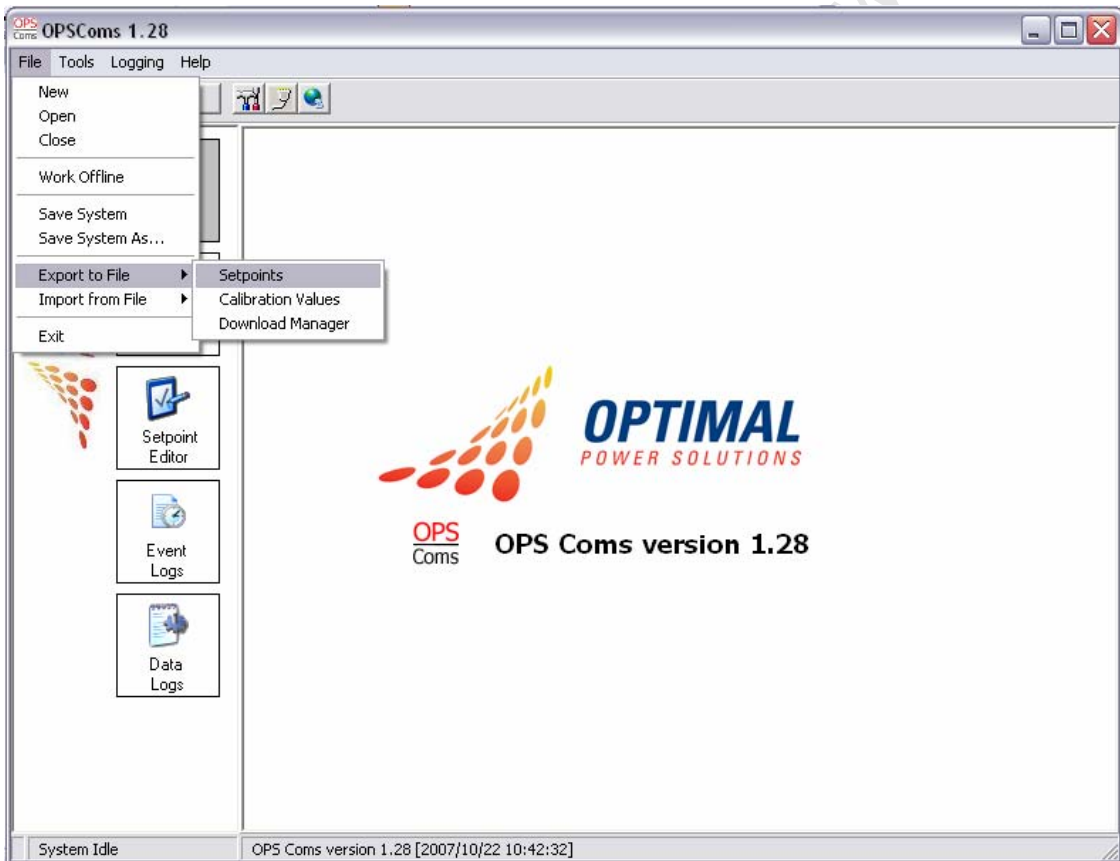 OPS
Coms
OPSComs 1.28
File Tools Logging Help
New
Open
Close
Work Offline
Save System
Save System As...
Export to File
Import from File
Exit
Setpoints
Calibration Values
Download Manager
Setpoint
Editor
Event
Logs
Data
Logs
OPTIMAL
POWER SOLUTIONS
OPS
Coms
OPS Coms version 1.28
System Idle
OPS Coms version 1.28 [2007/10/22 10:42:32]